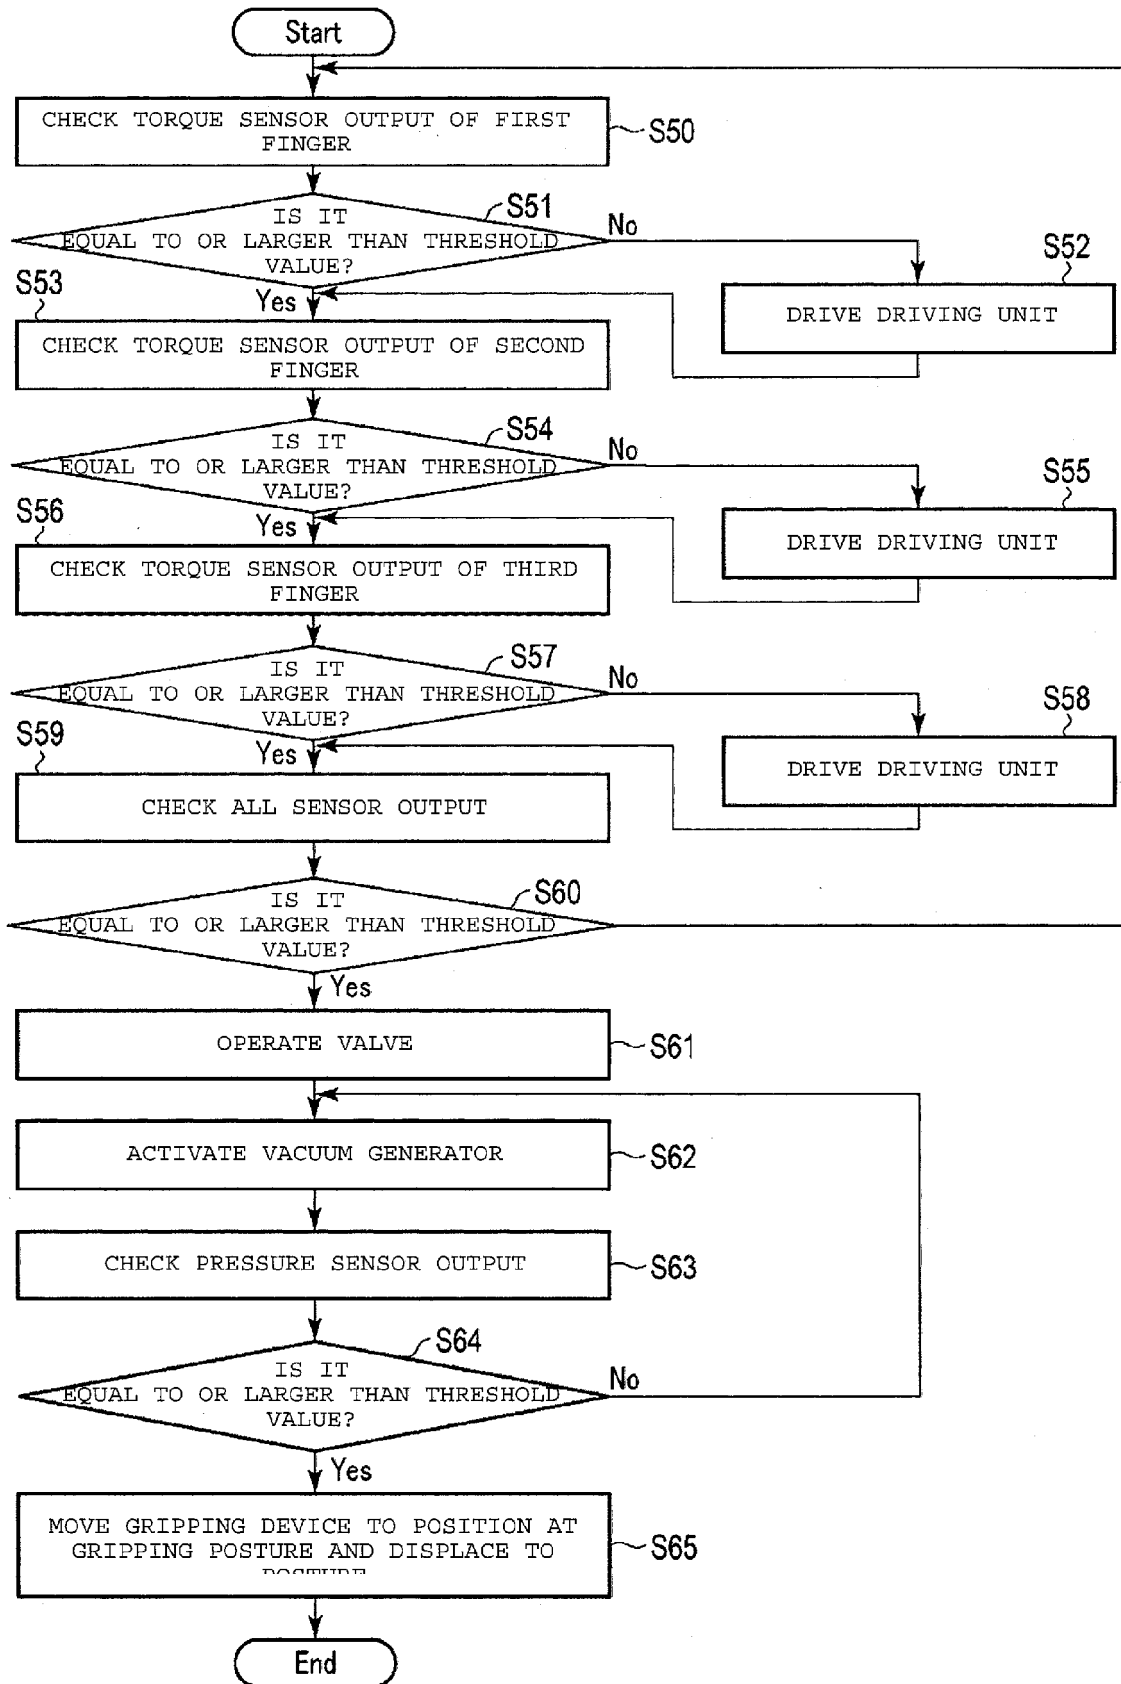 Start
CHECK TORQUE SENSOR OUTPUT OF FIRST
FINGER
S50
S51
IS IT
EQUAL TO OR LARGER THAN THRESHOLD
VALUE?
No
S52
DRIVE DRIVING UNIT
S53
Yes
CHECK TORQUE SENSOR OUTPUT OF SECOND
FINGER
S54
IS IT
EQUAL TO OR LARGER THAN THRESHOLD
VALUE?
No
S55
DRIVE DRIVING UNIT
S56
Yes
CHECK TORQUE SENSOR OUTPUT OF THIRD
FINGER
S57
IS IT
EQUAL TO OR LARGER THAN THRESHOLD
VALUE?
No
S58
DRIVE DRIVING UNIT
S59
Yes
CHECK ALL SENSOR OUTPUT
S60
IS IT
EQUAL TO OR LARGER THAN THRESHOLD
VALUE?
Yes
OPERATE VALVE
S61
ACTIVATE VACUUM GENERATOR
S62
CHECK PRESSURE SENSOR OUTPUT
S63
S64
IS IT
EQUAL TO OR LARGER THAN THRESHOLD
VALUE?
No
Yes
MOVE GRIPPING DEVICE TO POSITION AT
GRIPPING POSTURE AND DISPLACE TO
POSTURE
S65
End